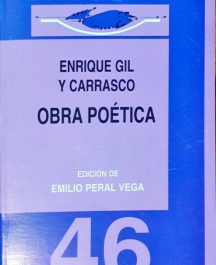 ENRIQUE GIL
Y CARRASCO
OBRA POÉTICA
EDICIÓN DE
EMILIO PERAL VEGA
46